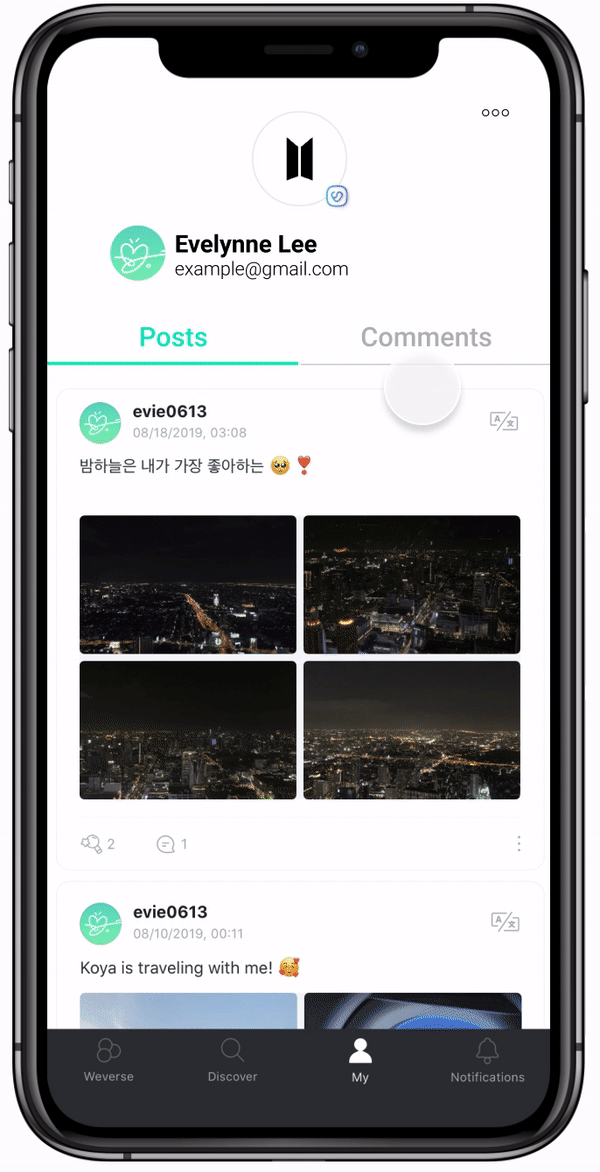 Evelynne Lee
example@gmail.com
Posts
Comments
evie0613
08/18/2019, 03:08
밤하늘은 내가 가장 좋아하는 🥺 ❣️
2
1
evie0613
08/10/2019, 00:11
Koya is traveling with me! 🥰
Weverse
Discover
My
Notifications